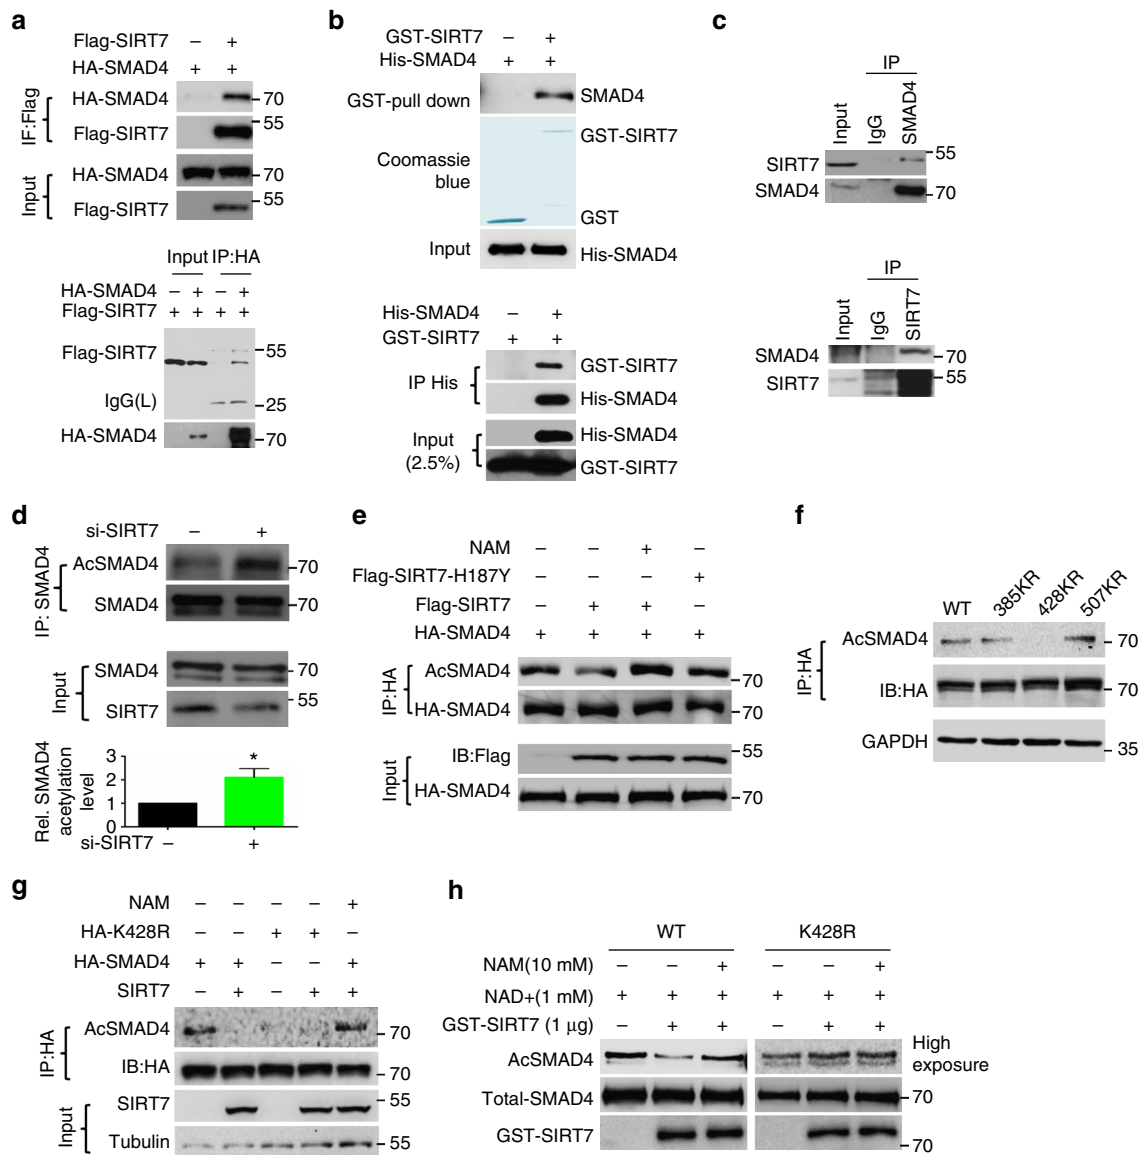 a
Flag-SIRT7 – +
HA-SMAD4 + +
IF:Flag
HA-SMAD4 70
Flag-SIRT7 55
Input
HA-SMAD4 70
Flag-SIRT7 55
Input IP:HA
HA-SMAD4 – + – +
Flag-SIRT7 + + + +
Flag-SIRT7 55
IgG(L) 25
HA-SMAD4 70
b
GST-SIRT7 – +
His-SMAD4 + +
GST-pull down SMAD4
GST-SIRT7
Coomassie
blue
GST
Input His-SMAD4
His-SMAD4 – +
GST-SIRT7 + +
IP His
GST-SIRT7
His-SMAD4
Input
(2.5%)
His-SMAD4
GST-SIRT7
c
IP
Input IgG SMAD4
SIRT7 55
SMAD4 70
IP
Input IgG SIRT7
SMAD4 70
SIRT7 55
d
si-SIRT7 – +
IP: SMAD4
AcSMAD4 70
SMAD4 70
Input
SMAD4 70
SIRT7 55
Rel. SMAD4
acetylation
level
3
2
1
0
*
si-SIRT7 – +
e
NAM – – + –
Flag-SIRT7-H187Y – – – +
Flag-SIRT7 – + + –
HA-SMAD4 + + + +
IP:HA
AcSMAD4 70
HA-SMAD4 70
Input
IB:Flag 55
HA-SMAD4 70
f
WT 385KR 428KR 507KR
IP:HA
AcSMAD4 70
IB:HA 70
GAPDH 35
g
NAM – – – – +
HA-K428R – – + + –
HA-SMAD4 + + – – +
SIRT7 – + – + +
IP:HA
AcSMAD4 70
IB:HA 70
Input
SIRT7 55
Tubulin 55
h
WT K428R
NAM(10 mM) – – + – – +
NAD+(1 mM) + + + + + +
GST-SIRT7 (1 μg) – + + – + +
AcSMAD4 High
exposure
Total-SMAD4 70
GST-SIRT7 70